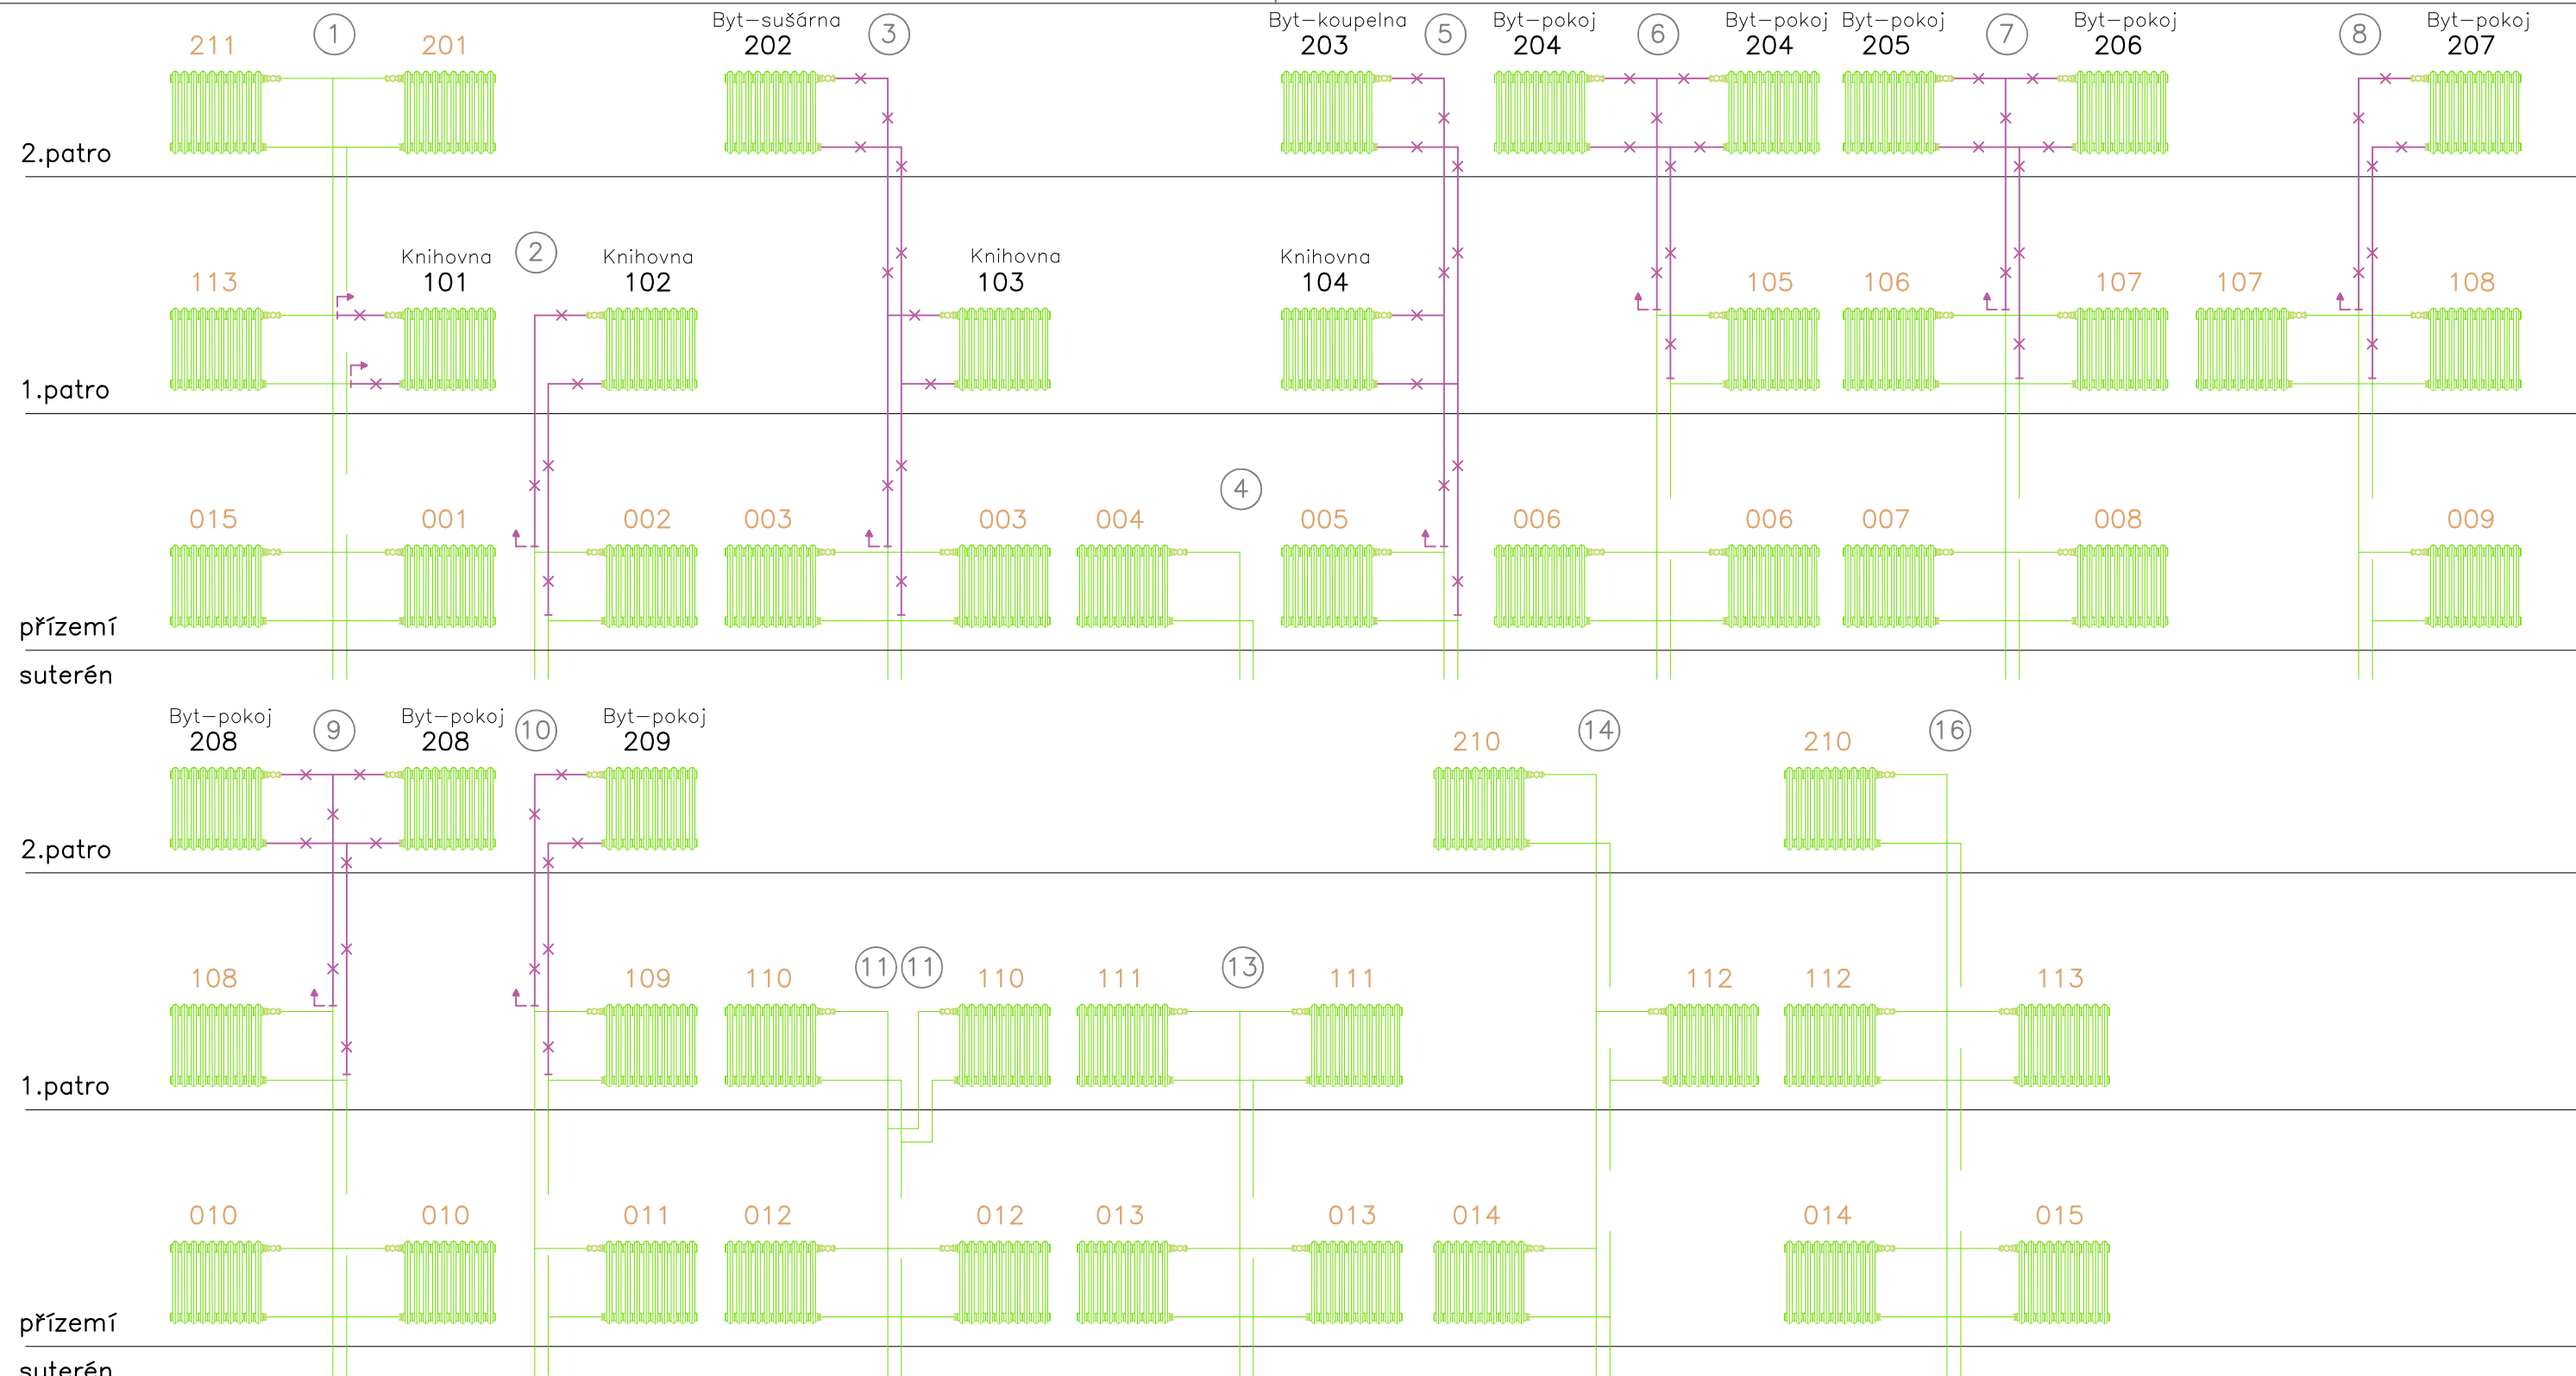 Byt-sušárna Byt-koupelna Byt-pokoj Byt-pokoj Byt-pokoj Byt-pokoj Byt-pokoj
211 1 201 202 3 203 5 204 6 204 205 7 206 8 207
2.patro
2
Knihovna Knihovna Knihovna Knihovna
113 101 102 103 104 105 106 107 107 108
1.patro
4
015 001 002 003 003 004 005 006 006 007 008 009
přízemí
suterén
Byt-pokoj Byt-pokoj Byt-pokoj
208 9 208 10 209 210 14 210 16
2.patro
108 109 110 11 11 110 111 13 111 112 112 113
1.patro
010 010 011 012 012 013 013 014 014 015
přízemí
suterén